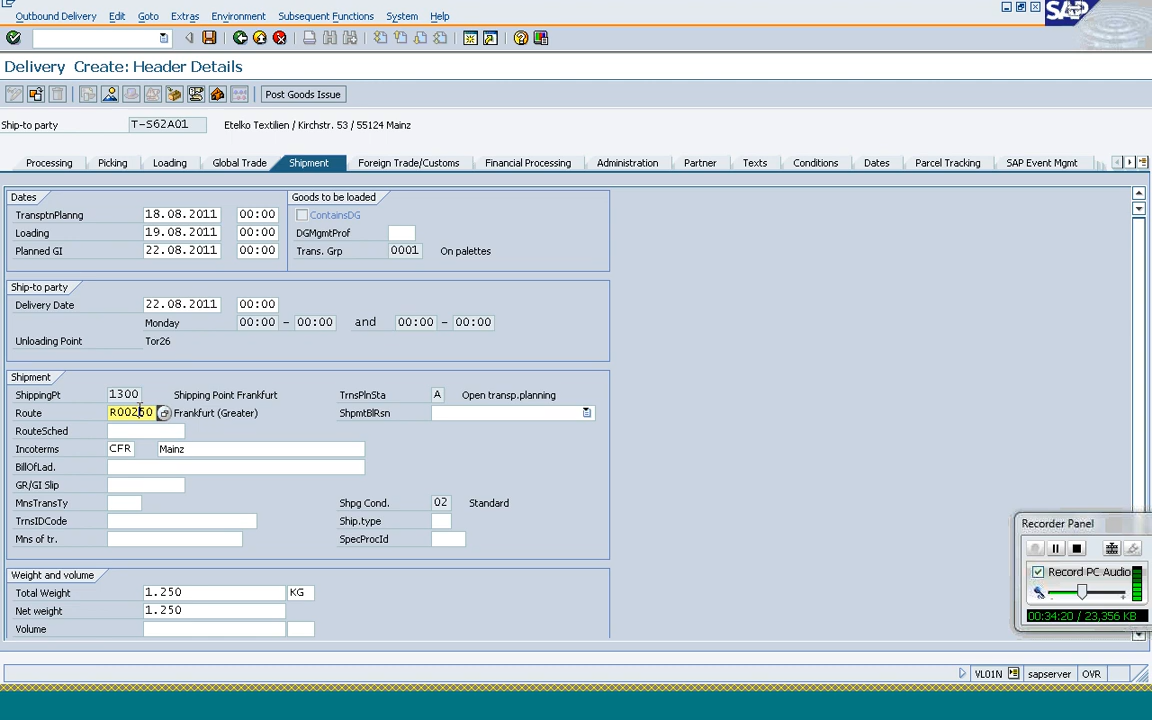 Outbound Delivery Edit Goto Extras Environment Subsequent Functions System Help
SAP
Delivery Create: Header Details
Post Goods Issue
Ship-to party T-S62A01 Etelko Textilien / Kirchstr. 53 / 55124 Mainz
Processing Picking Loading Global Trade Shipment Foreign Trade/Customs Financial Processing Administration Partner Texts Conditions Dates Parcel Tracking SAP Event Mgmt
Dates Goods to be loaded
TransptnPlanng 18.08.2011 00:00 ContainsDG
Loading 19.08.2011 00:00 DGMgmtProf
Planned GI 22.08.2011 00:00 Trans. Grp 0001 On palettes
Ship-to party
Delivery Date 22.08.2011 00:00
Monday 00:00 - 00:00 and 00:00 - 00:00
Unloading Point Tor26
Shipment
ShippingPt 1300 Shipping Point Frankfurt TrnsPlnSta A Open transp.planning
Route R00250 Frankfurt (Greater) ShpmtBlRsn
RouteSched
Incoterms CFR Mainz
BillOfLad.
GR/GI Slip
MnsTransTy Shpg Cond. 02 Standard
TrnsIDCode Ship.type
Mns of tr. SpecProcId
Weight and volume
Total Weight 1.250 KG
Net weight 1.250
Volume
Recorder Panel
Record PC Audio
00:34:20 / 23,356 KB
VL01N sapserver OVR